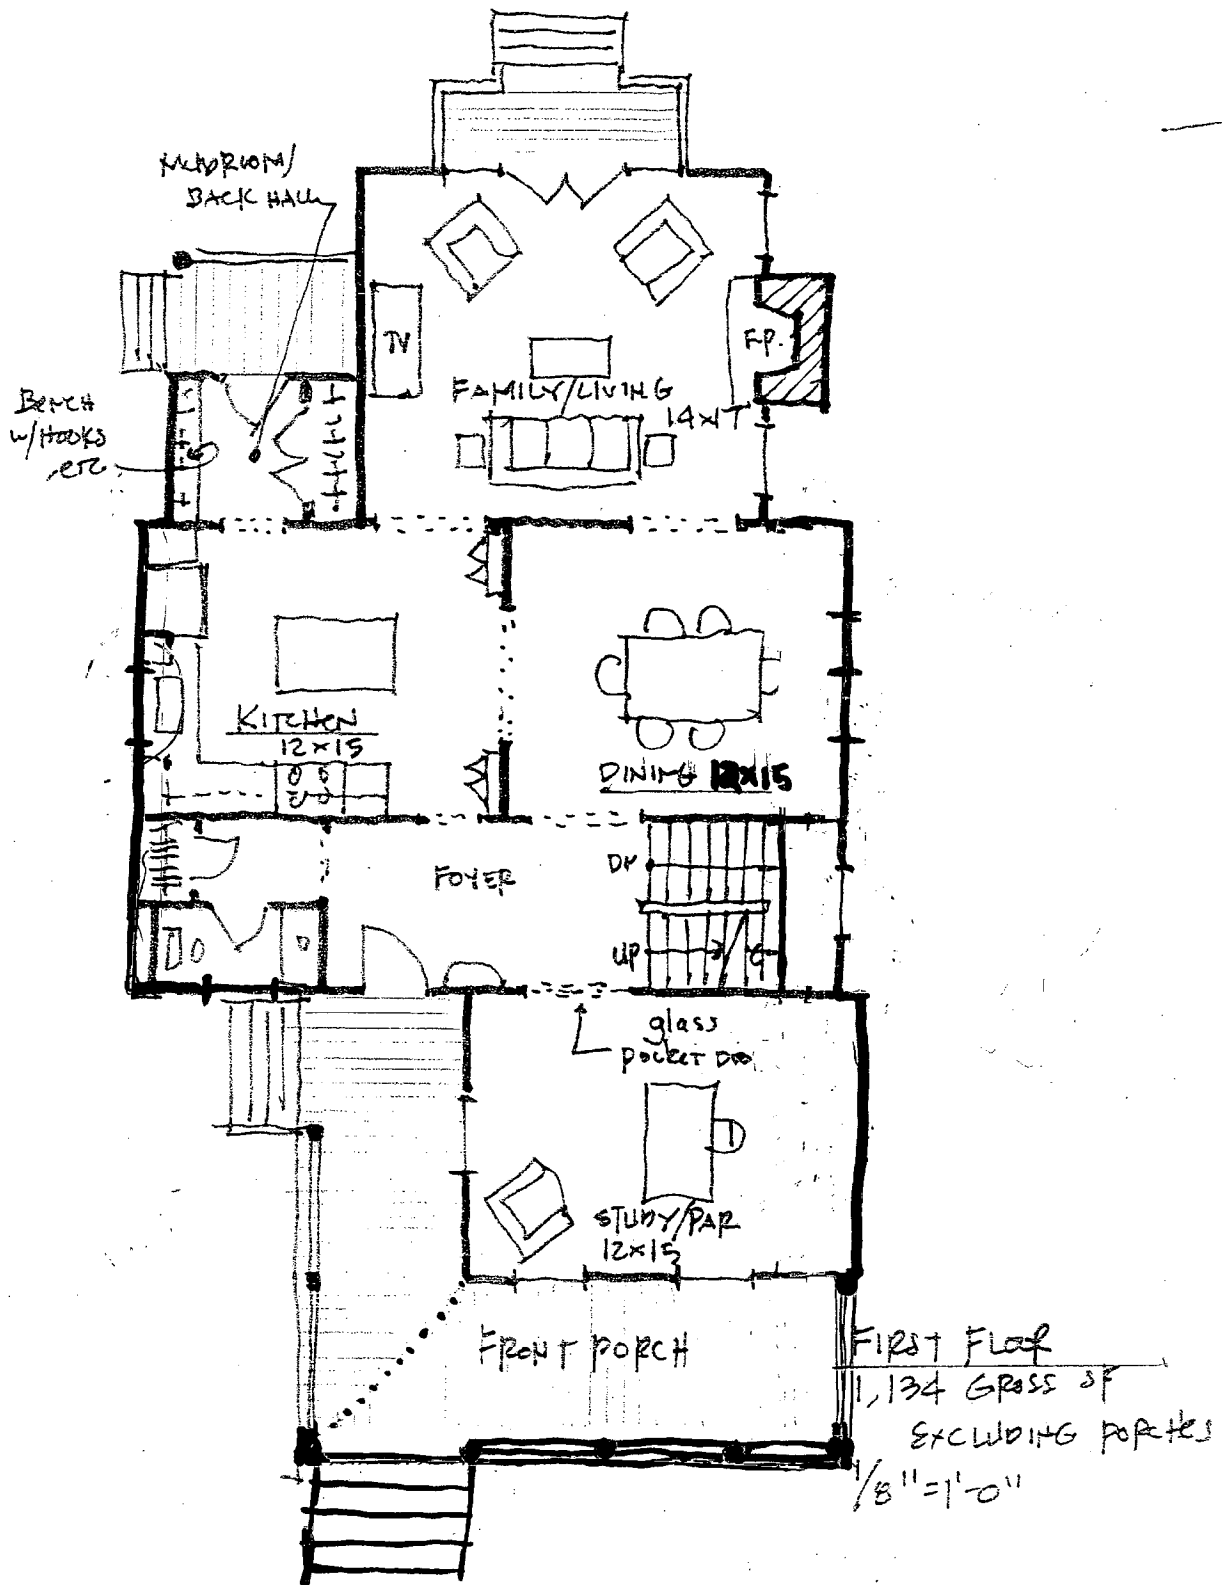 MUDROOM/
BACK HALL
TV
F.P.
FAMILY/LIVING
14x17
BENCH
w/HOOKS
etc
KITCHEN
12x15
DINING 12x15
FOYER
DN
UP
glass
POCKET DRS
STUDY/PAR
12x15
FRONT PORCH
FIRST FLOOR
1,134 GROSS SF
EXCLUDING PORCHES
1/8"=1'-0"